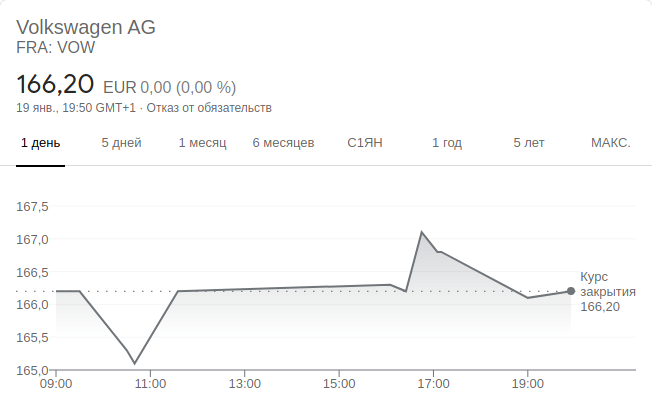 Volkswagen AG
FRA: VOW
166,20 EUR 0,00 (0,00 %)
19 янв., 19:50 GMT+1 · Отказ от обязательств
1 день 5 дней 1 месяц 6 месяцев С1ЯН 1 год 5 лет МАКС.
167,5
167,0
166,5
166,0
165,5
165,0
Курс
закрытия
166,20
09:00 11:00 13:00 15:00 17:00 19:00